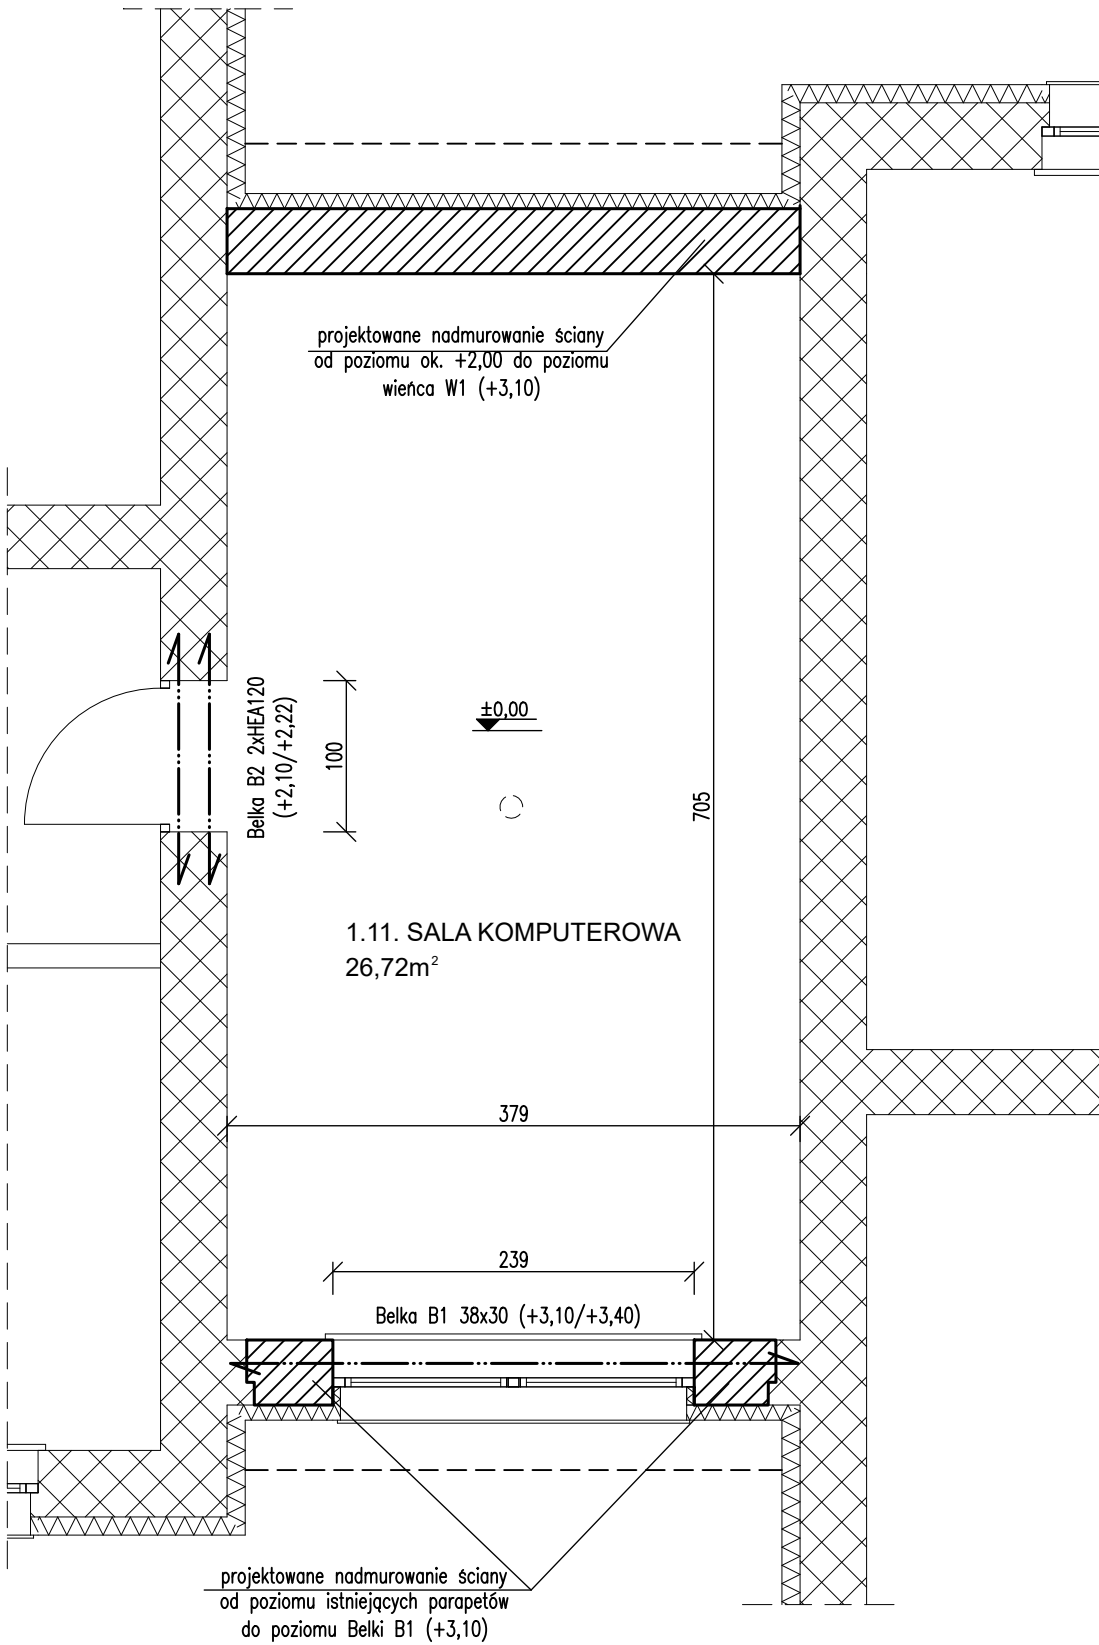 projektowane nadmurowanie ściany
od poziomu ok. +2,00 do poziomu
wieńca W1 (+3,10)
Belka B2 2xHEA120
(+2,10/+2,22)
100
±0,00
705
1.11. SALA KOMPUTEROWA
26,72m²
379
239
Belka B1 38x30 (+3,10/+3,40)
projektowane nadmurowanie ściany
od poziomu istniejących parapetów
do poziomu Belki B1 (+3,10)